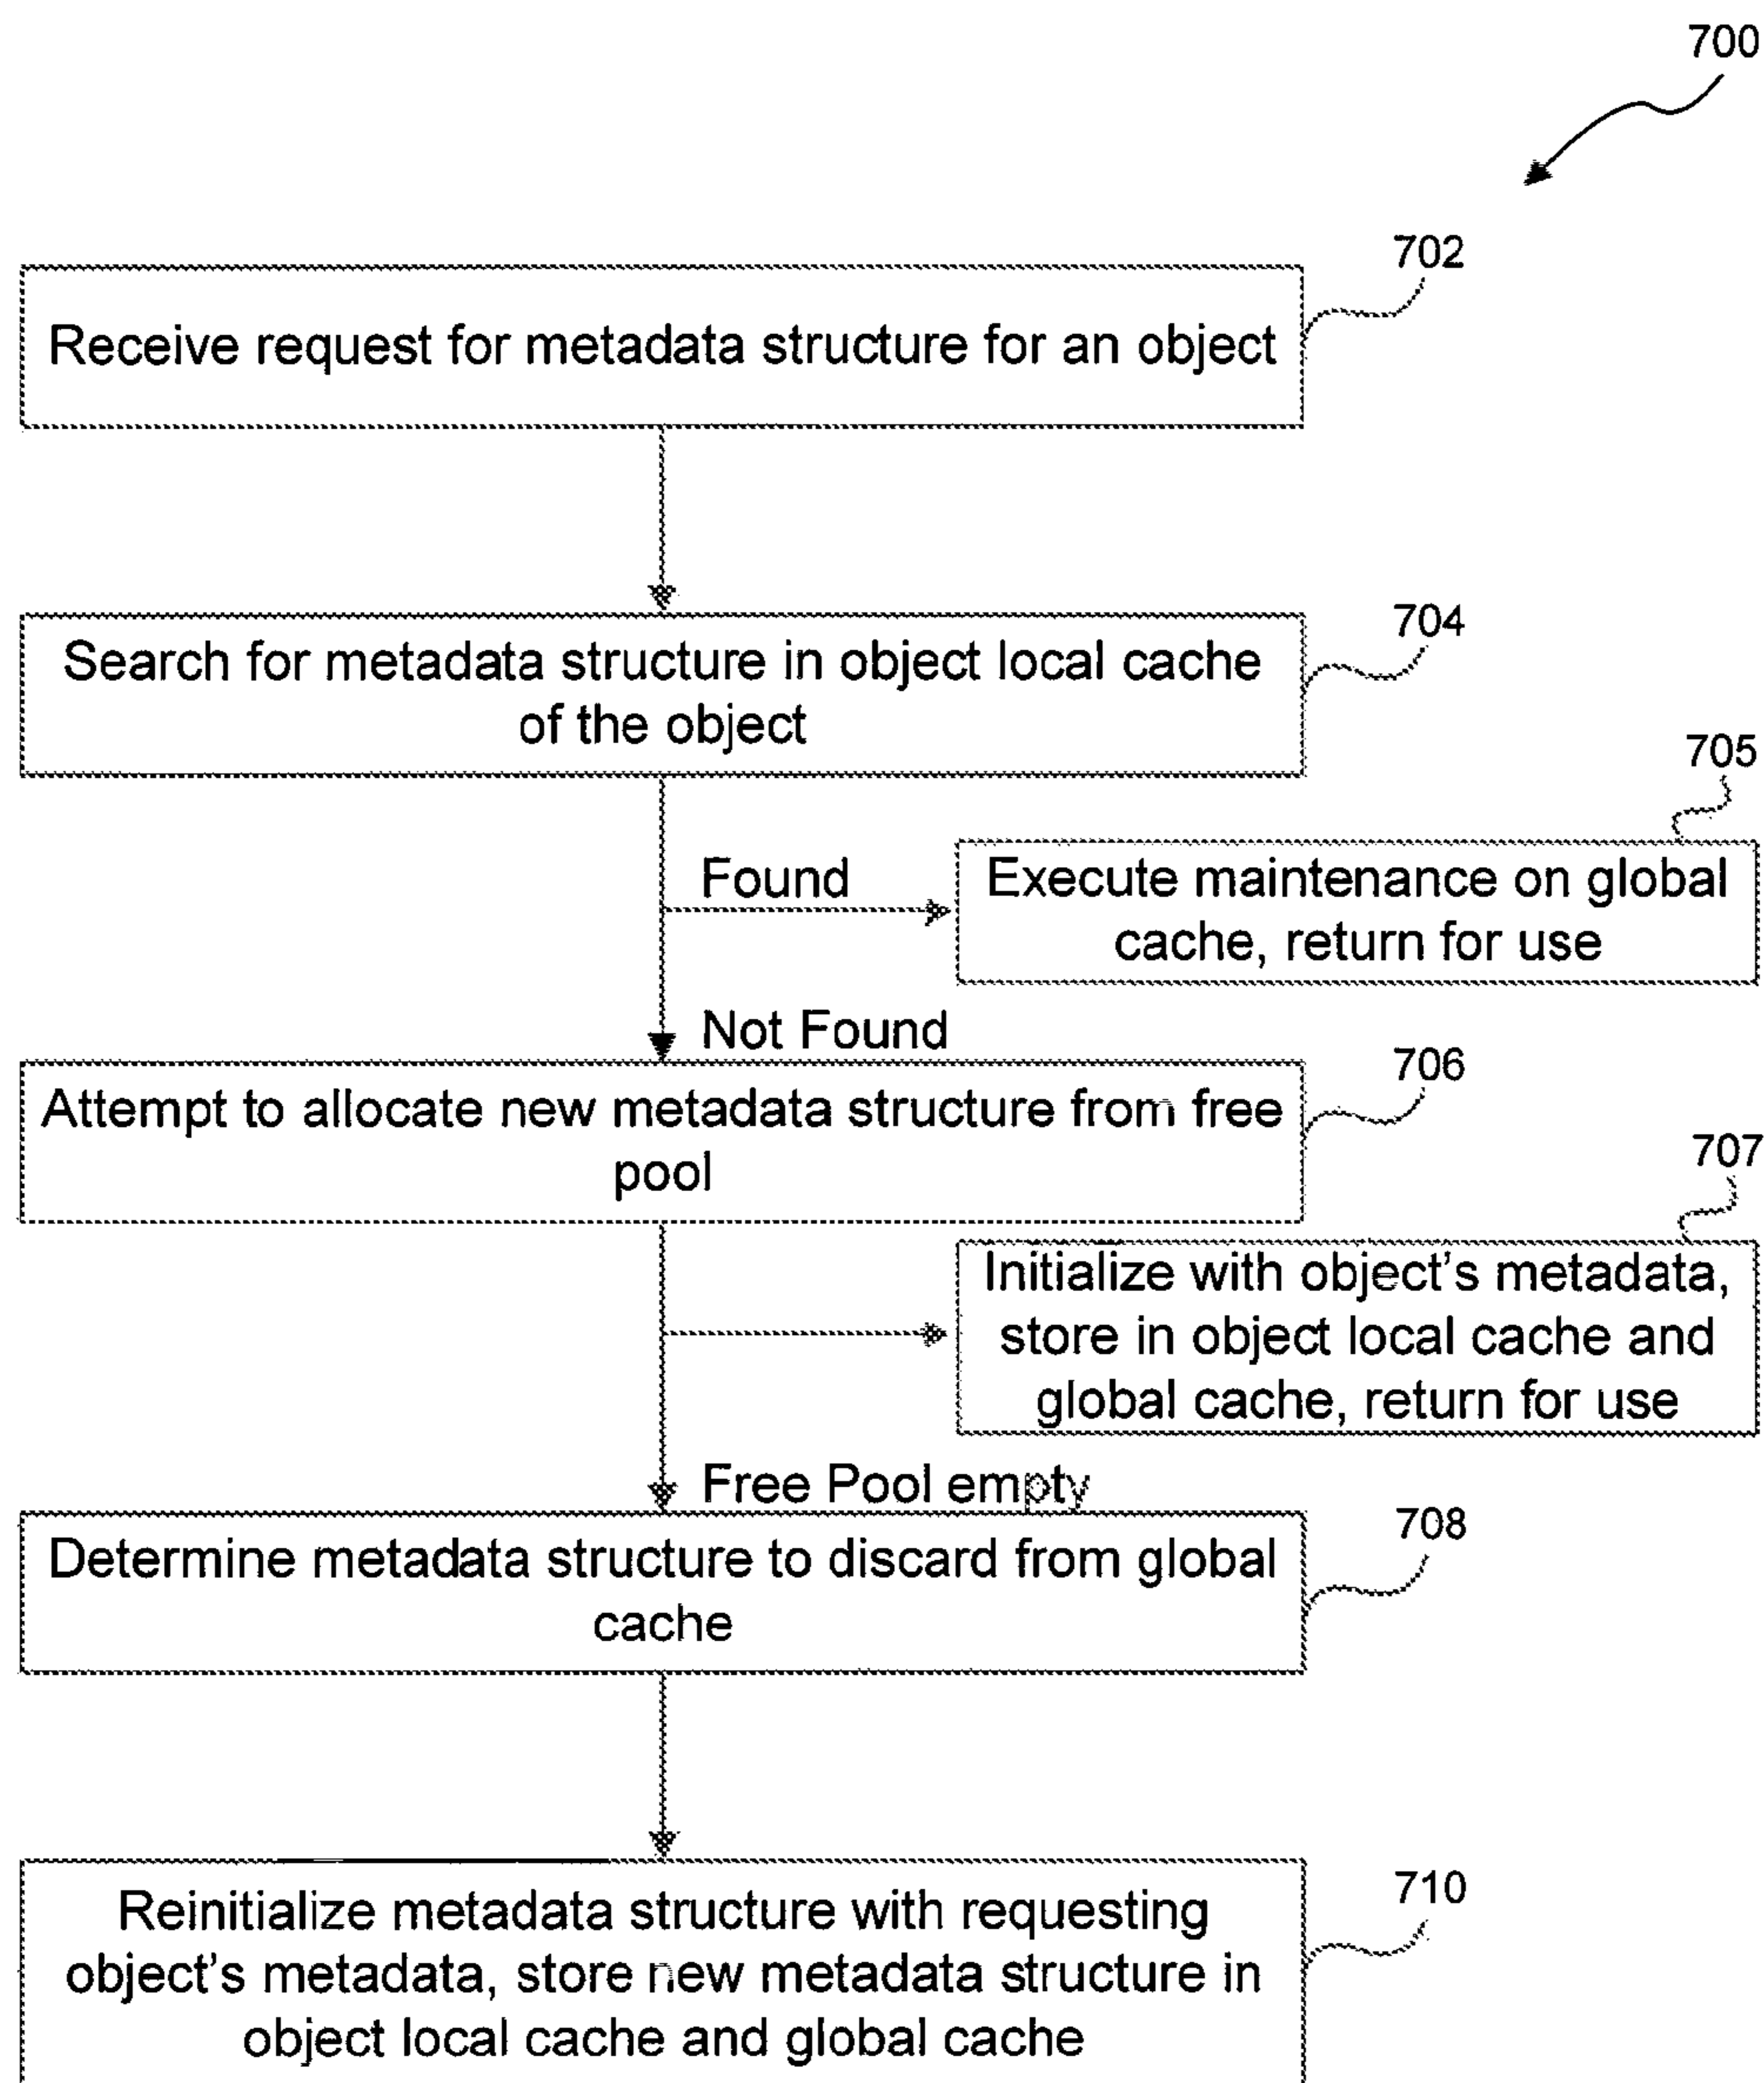 700
702
Receive request for metadata structure for an object
704
Search for metadata structure in object local cache
of the object
705
Found
Execute maintenance on global
cache, return for use
Not Found
706
Attempt to allocate new metadata structure from free
pool
707
Initialize with object's metadata,
store in object local cache and
global cache, return for use
Free Pool empty
708
Determine metadata structure to discard from global
cache
710
Reinitialize metadata structure with requesting
object's metadata, store new metadata structure in
object local cache and global cache